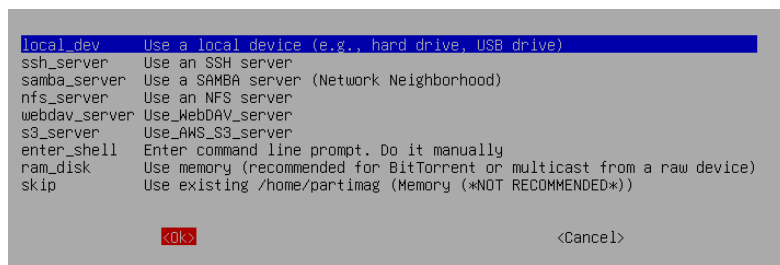 local_dev Use a local device (e.g., hard drive, USB drive)
ssh_server Use an SSH server
samba_server Use a SAMBA server (Network Neighborhood)
nfs_server Use an NFS server
webdav_server Use_WebDAV_server
s3_server Use_AWS_S3_server
enter_shell Enter command line prompt. Do it manually
ram_disk Use memory (recommended for BitTorrent or multicast from a raw device)
skip Use existing /home/partimag (Memory (*NOT RECOMMENDED*))
<Ok> <Cancel>